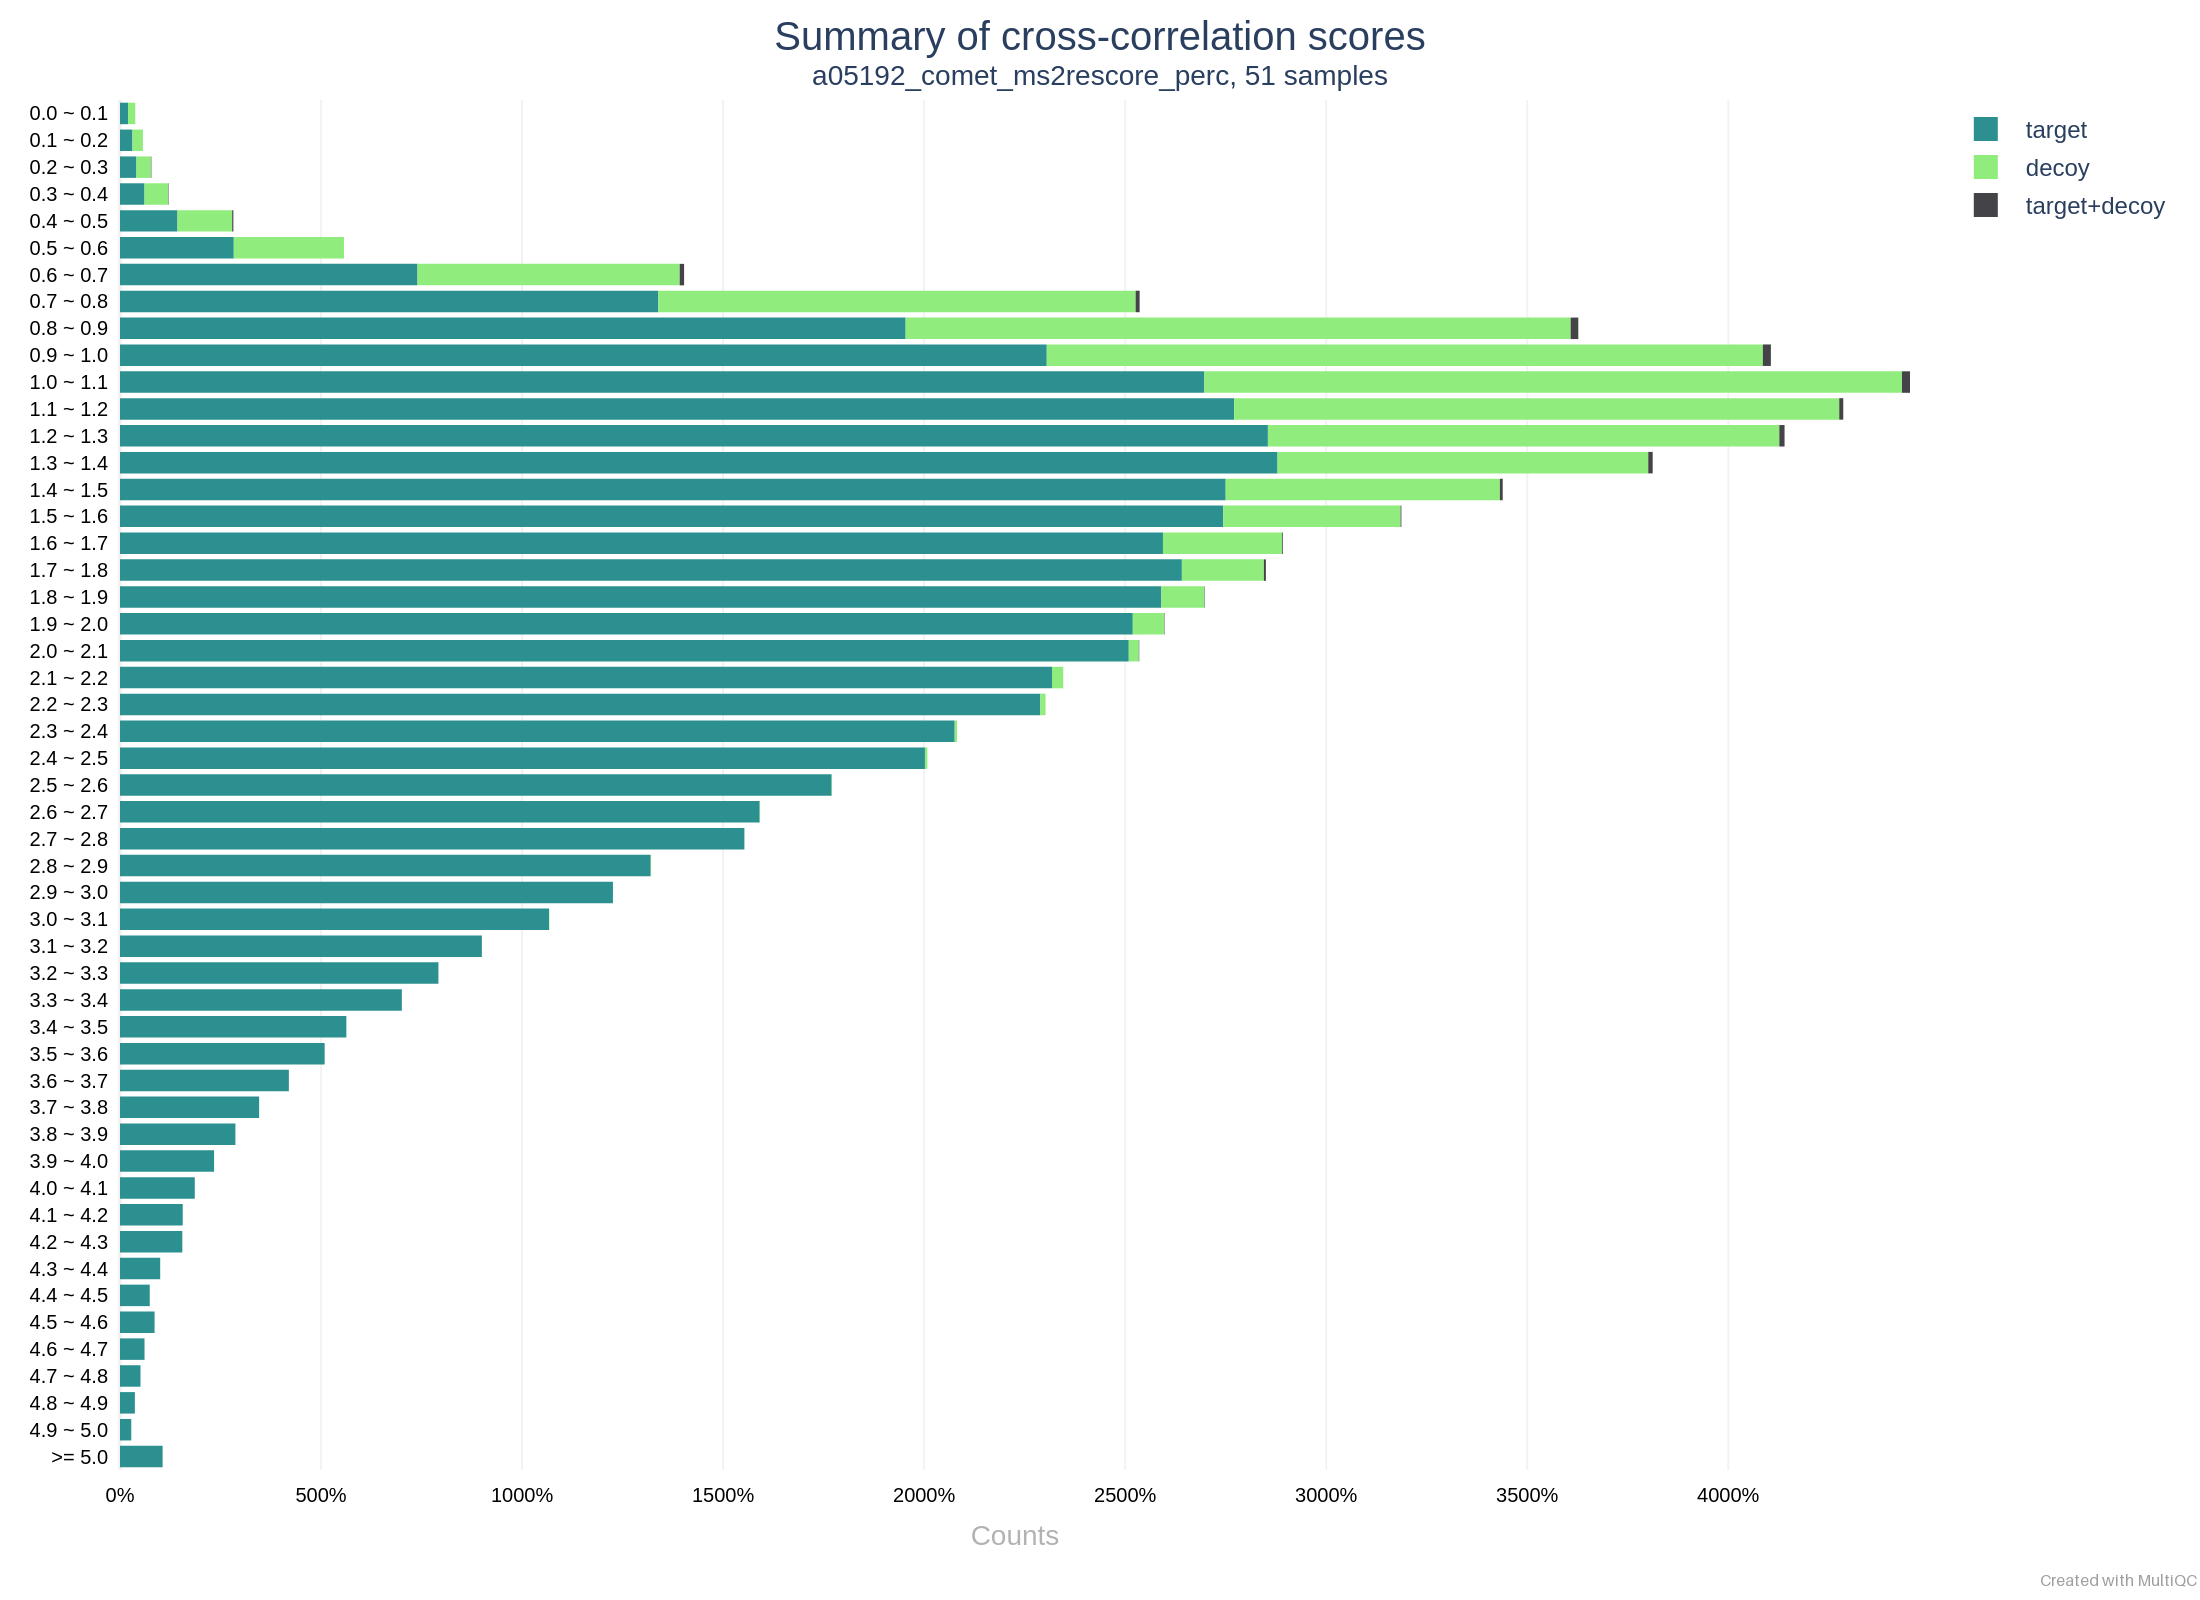 Summary of cross-correlation scores
a05192_comet_ms2rescore_perc, 51 samples
0.0 ~ 0.1
0.1 ~ 0.2
0.2 ~ 0.3
0.3 ~ 0.4
0.4 ~ 0.5
0.5 ~ 0.6
0.6 ~ 0.7
0.7 ~ 0.8
0.8 ~ 0.9
0.9 ~ 1.0
1.0 ~ 1.1
1.1 ~ 1.2
1.2 ~ 1.3
1.3 ~ 1.4
1.4 ~ 1.5
1.5 ~ 1.6
1.6 ~ 1.7
1.7 ~ 1.8
1.8 ~ 1.9
1.9 ~ 2.0
2.0 ~ 2.1
2.1 ~ 2.2
2.2 ~ 2.3
2.3 ~ 2.4
2.4 ~ 2.5
2.5 ~ 2.6
2.6 ~ 2.7
2.7 ~ 2.8
2.8 ~ 2.9
2.9 ~ 3.0
3.0 ~ 3.1
3.1 ~ 3.2
3.2 ~ 3.3
3.3 ~ 3.4
3.4 ~ 3.5
3.5 ~ 3.6
3.6 ~ 3.7
3.7 ~ 3.8
3.8 ~ 3.9
3.9 ~ 4.0
4.0 ~ 4.1
4.1 ~ 4.2
4.2 ~ 4.3
4.3 ~ 4.4
4.4 ~ 4.5
4.5 ~ 4.6
4.6 ~ 4.7
4.7 ~ 4.8
4.8 ~ 4.9
4.9 ~ 5.0
>= 5.0
0% 500% 1000% 1500% 2000% 2500% 3000% 3500% 4000%
Counts
target
decoy
target+decoy
Created with MultiQC